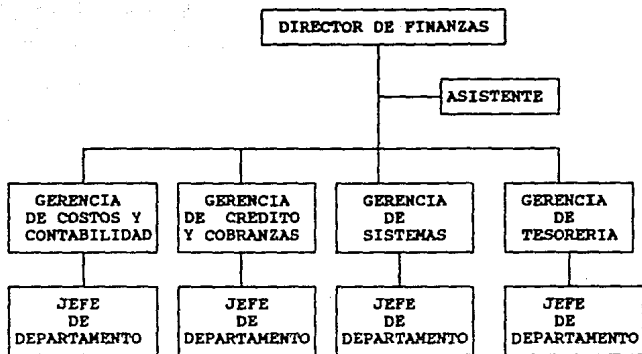 DIRECTOR DE FINANZAS
ASISTENTE
GERENCIA
DE COSTOS Y
CONTABILIDAD
GERENCIA
DE CREDITO
Y COBRANZAS
GERENCIA
DE
SISTEMAS
GERENCIA
DE
TESORERIA
JEFE
DE
DEPARTAMENTO
JEFE
DE
DEPARTAMENTO
JEFE
DE
DEPARTAMENTO
JEFE
DE
DEPARTAMENTO